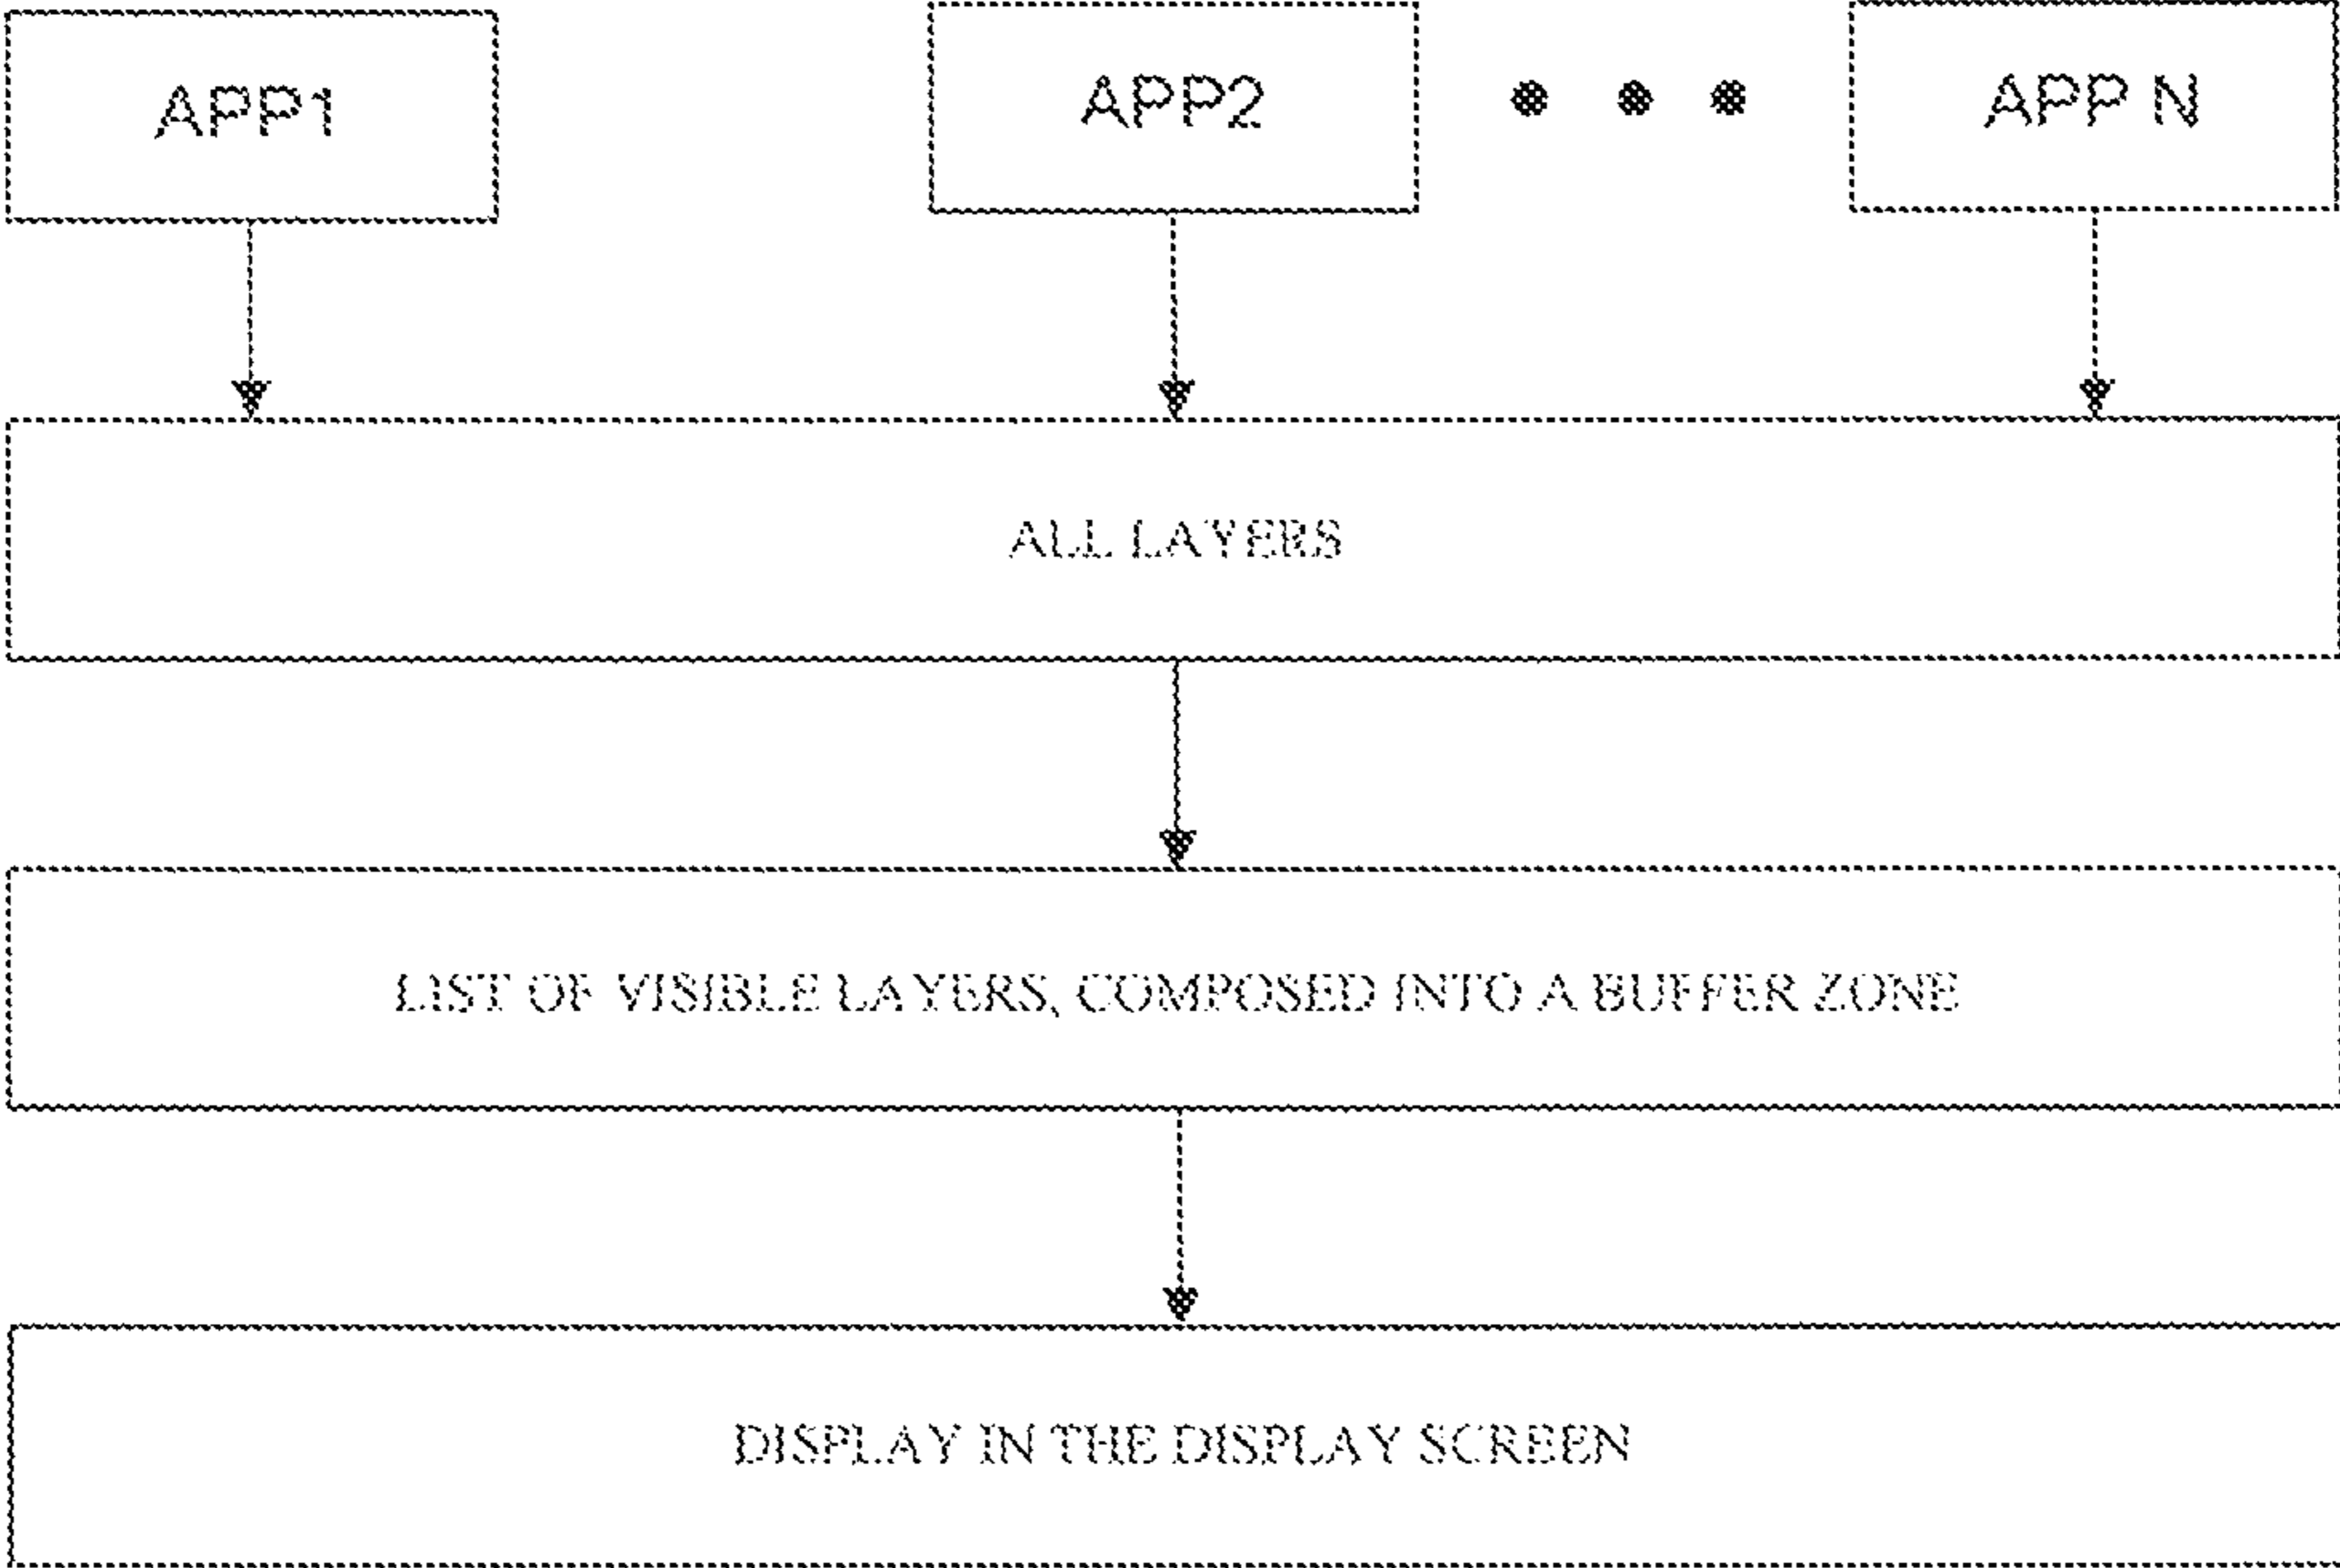 APP1
APP2
APP N
ALL LAYERS
LIST OF VISIBLE LAYERS, COMPOSED INTO A BUFFER ZONE
DISPLAY IN THE DISPLAY SCREEN